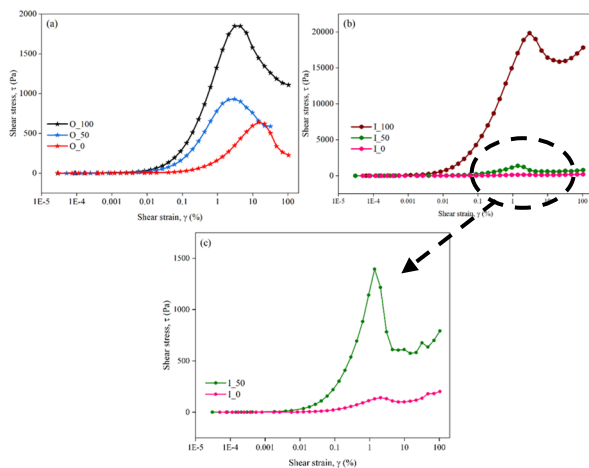 (a)
Shear stress, τ (Pa)
2000
1500
1000
500
0
O_100
O_50
O_0
1E-5 1E-4 0.001 0.01 0.1 1 10 100
Shear strain, γ (%)
(b)
Shear stress, τ (Pa)
20000
15000
10000
5000
0
I_100
I_50
I_0
1E-5 1E-4 0.001 0.01 0.1 1 10 100
Shear strain, γ (%)
(c)
Shear stress, τ (Pa)
1500
1000
500
0
I_50
I_0
1E-5 1E-4 0.001 0.01 0.1 1 10 100
Shear strain, γ (%)